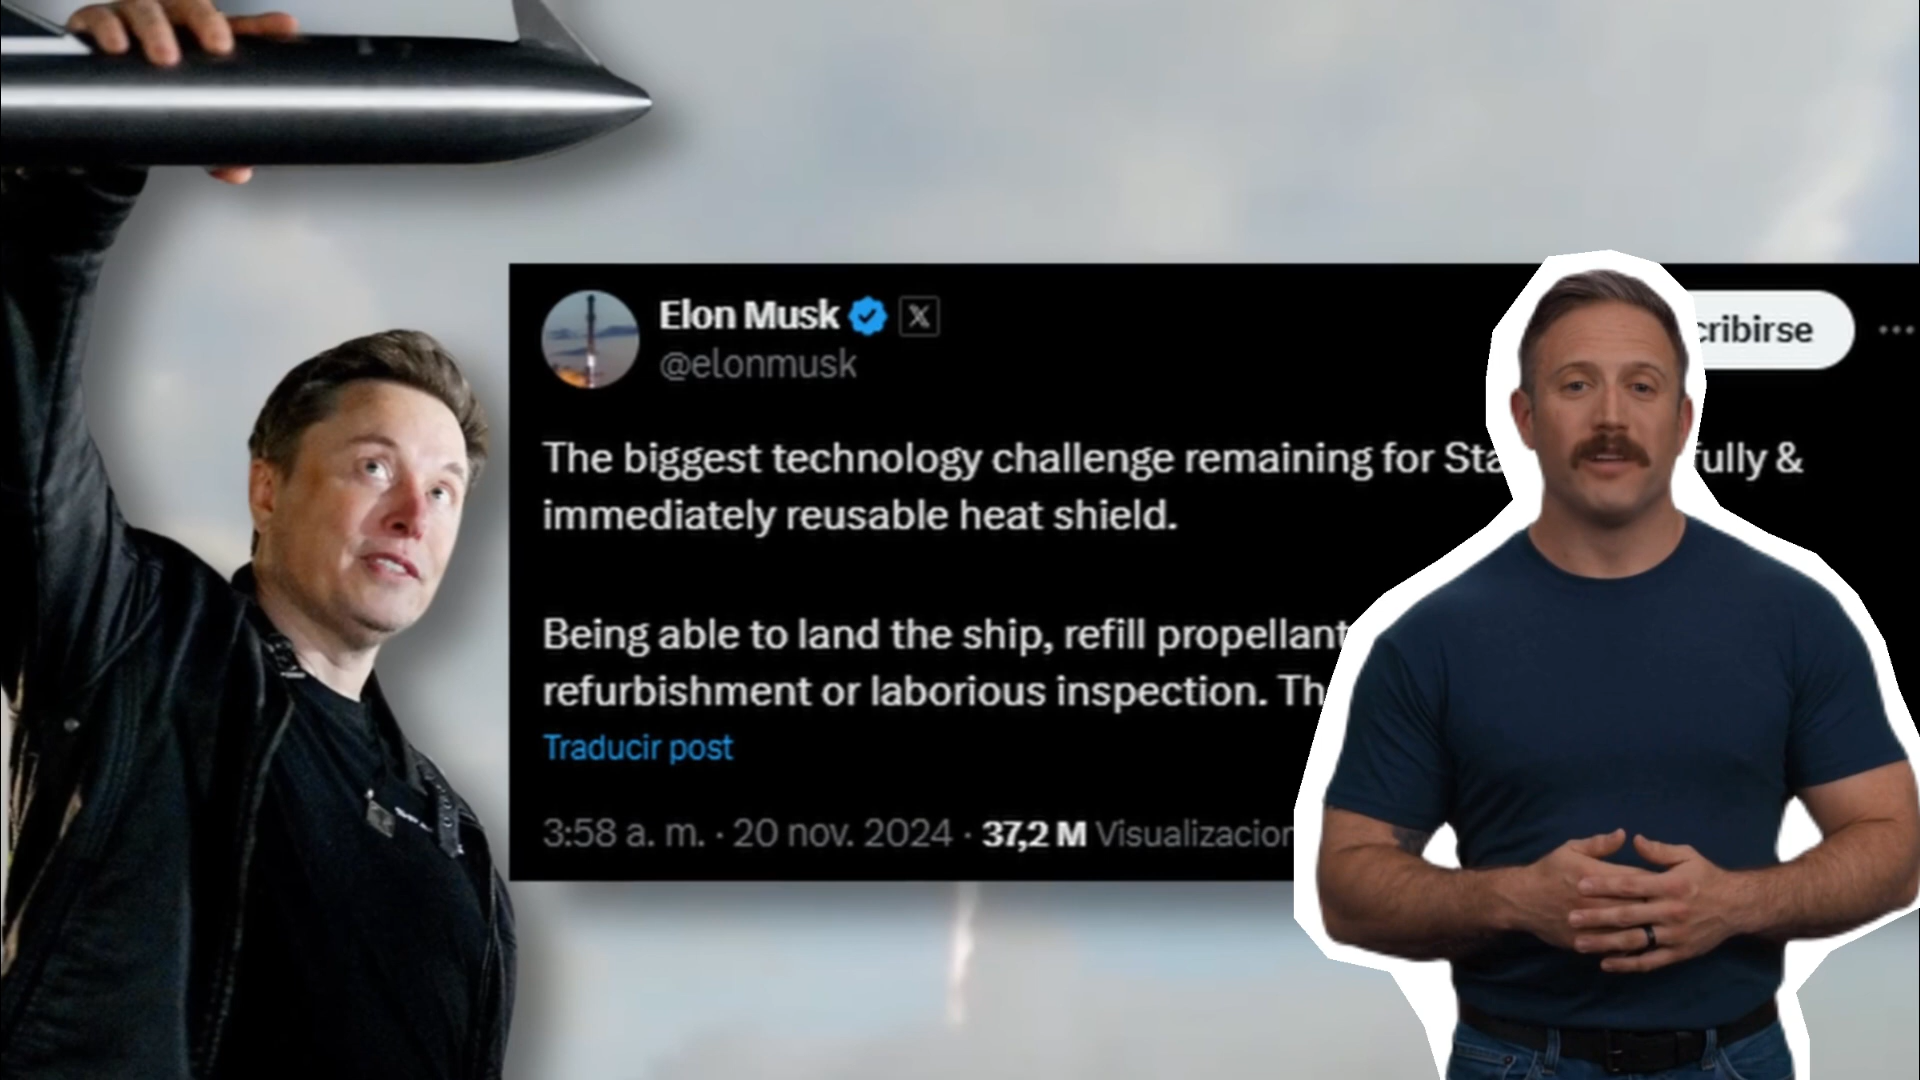 Elon Musk
@elonmusk
cribirse
The biggest technology challenge remaining for Sta fully &
immediately reusable heat shield.
Being able to land the ship, refill propellant
refurbishment or laborious inspection. Th
Traducir post
3:58 a. m. · 20 nov. 2024 · 37,2 M Visualizacion